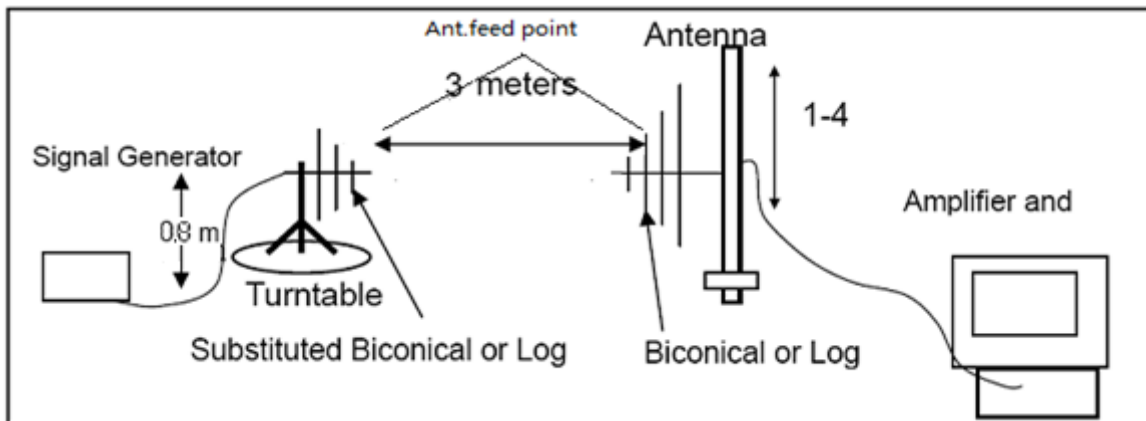 Ant.feed point
Antenna
3 meters
1-4
Signal Generator
0.8 m
Amplifier and
Turntable
Substituted Biconical or Log
Biconical or Log